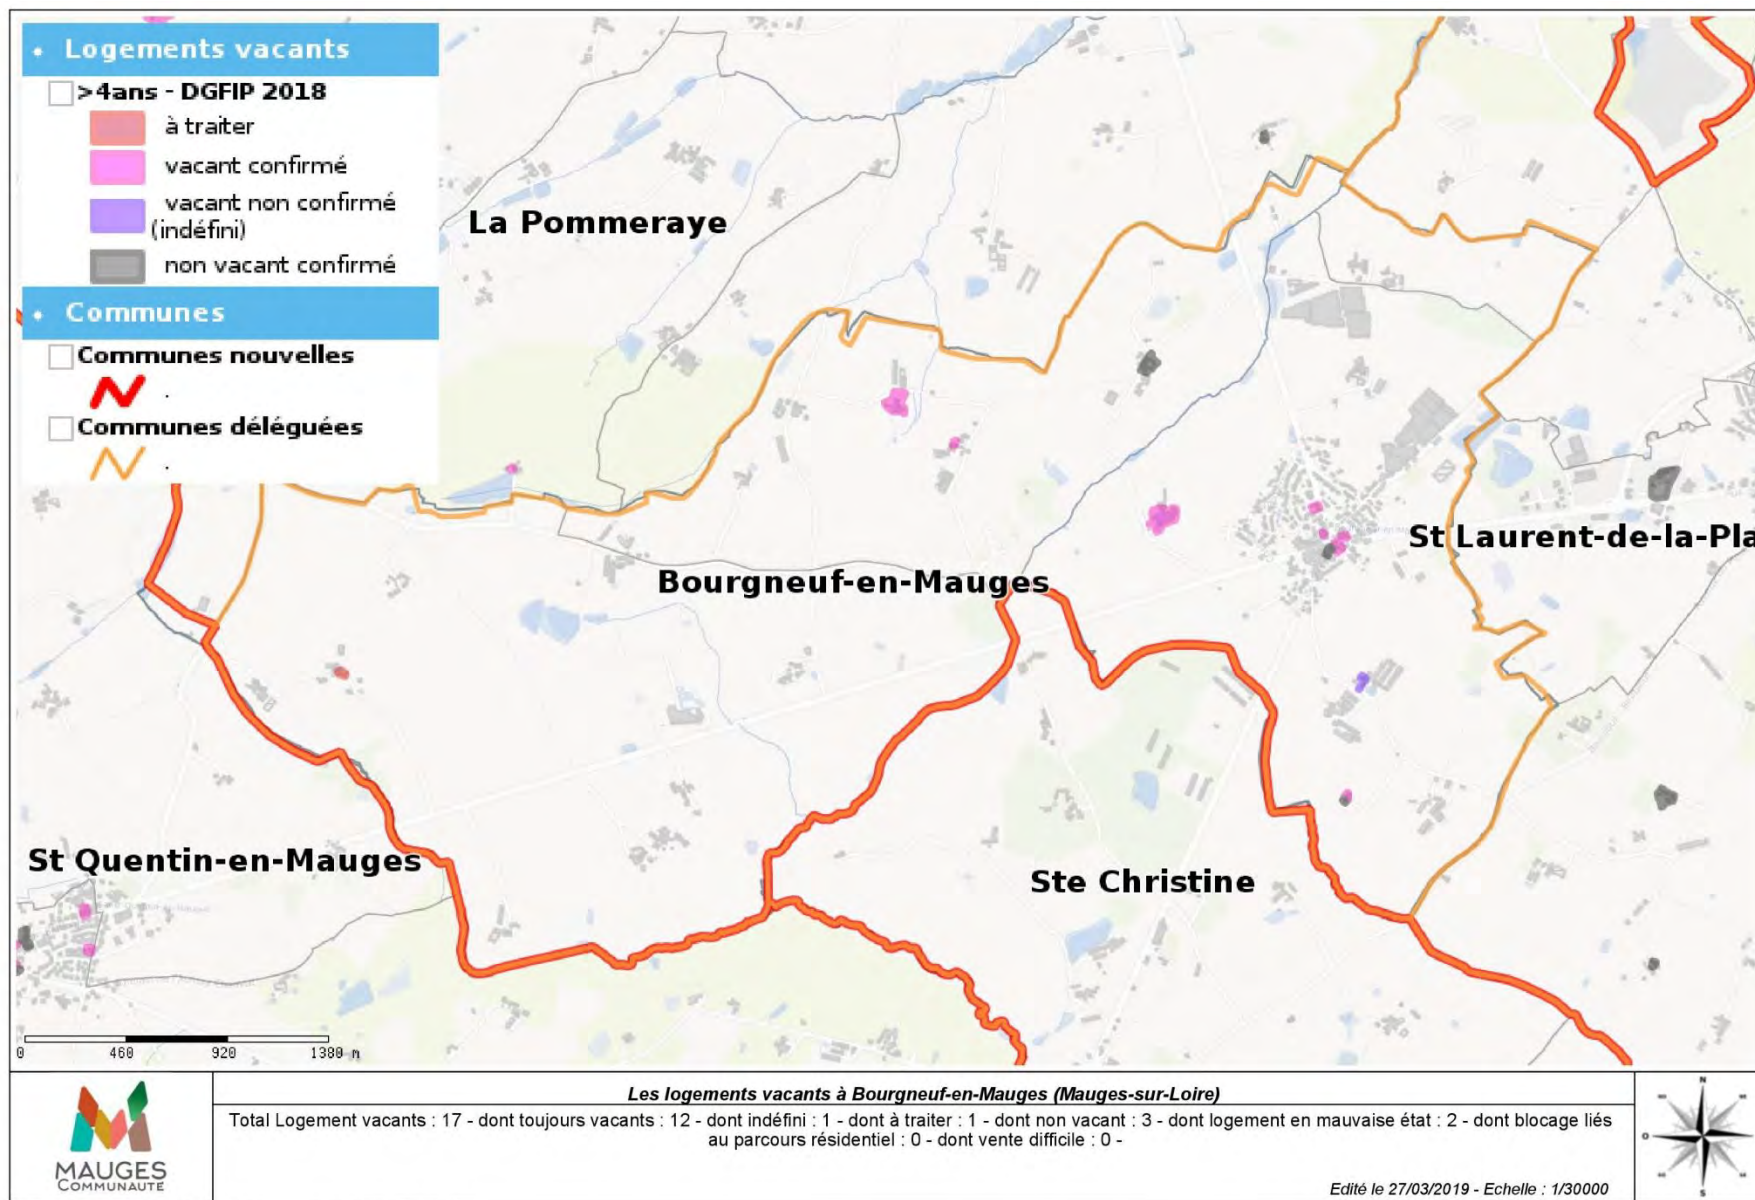 Logements vacants
>4ans - DGFIP 2018
à traiter
vacant confirmé
vacant non confirmé
(indéfini)
non vacant confirmé
Communes
Communes nouvelles
.
Communes déléguées
.
La Pommeraye
St Laurent-de-la-Pla
Bourgneuf-en-Mauges
St Quentin-en-Mauges
Ste Christine
0 460 920 1380 m
MAUGES
COMMUNAUTÉ
Les logements vacants à Bourgneuf-en-Mauges (Mauges-sur-Loire)
Total Logement vacants : 17 - dont toujours vacants : 12 - dont indéfini : 1 - dont à traiter : 1 - dont non vacant : 3 - dont logement en mauvaise état : 2 - dont blocage liés
au parcours résidentiel : 0 - dont vente difficile : 0 -
Edité le 27/03/2019 - Echelle : 1/30000
N
O
S